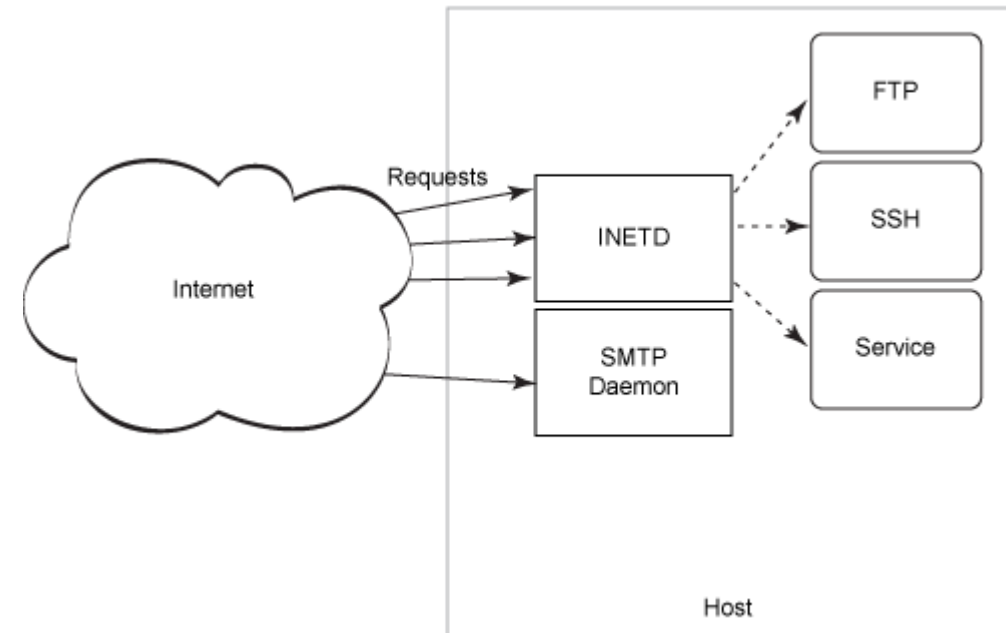 FTP
Requests
INETD
SSH
Internet
SMTP
Daemon
Service
Host